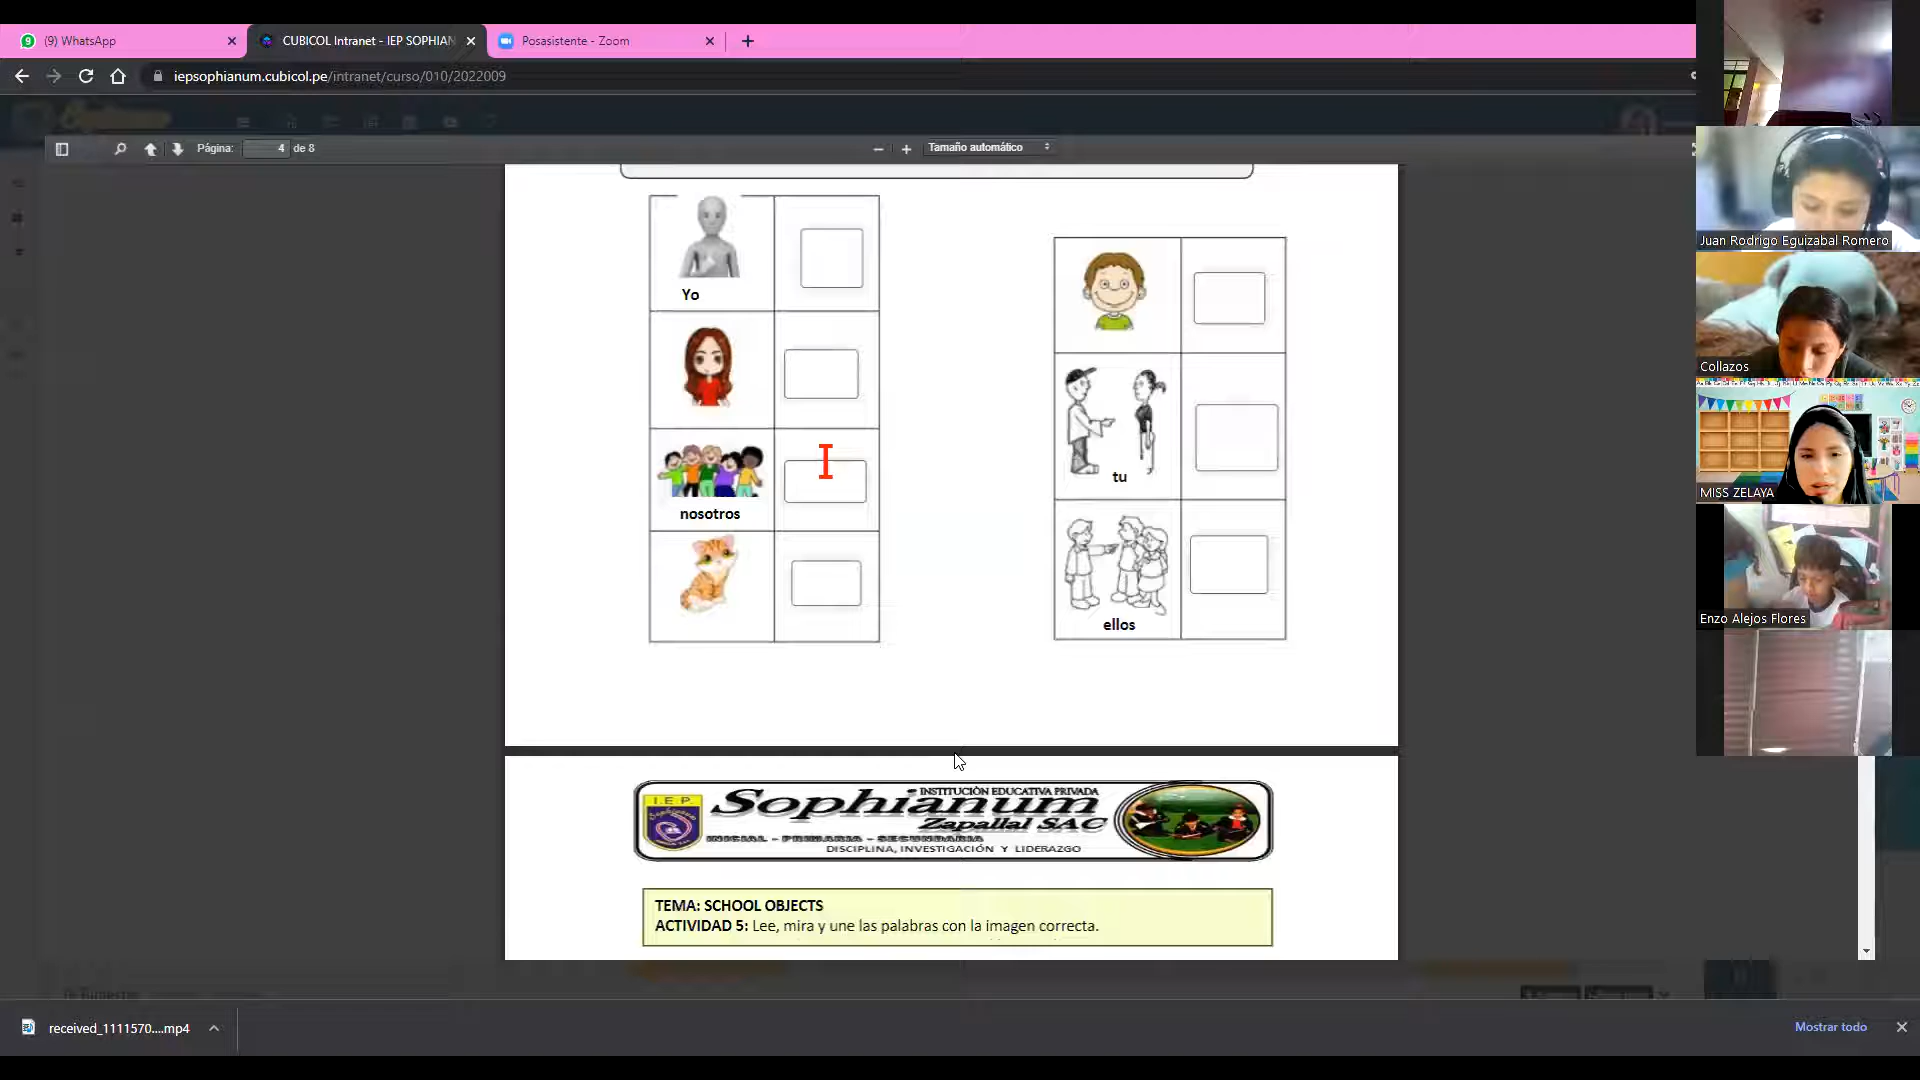 (9) WhatsApp
CUBICOL Intranet - IEP SOPHIAN
Posasistente - Zoom
iepsophianum.cubicol.pe/intranet/curso/010/2022009
Página: 4 de 8
Tamaño automático
Yo
nosotros
tu
ellos
I.E.P.
INSTITUCIÓN EDUCATIVA PRIVADA
Sophianum
Zapallal SAC
INICIAL - PRIMARIA - SECUNDARIA
DISCIPLINA, INVESTIGACIÓN Y LIDERAZGO
TEMA: SCHOOL OBJECTS
ACTIVIDAD 5: Lee, mira y une las palabras con la imagen correcta.
Juan Rodrigo Eguizabal Romero
Collazos
MISS ZELAYA
Enzo Alejos Flores
received_1111570....mp4
Mostrar todo